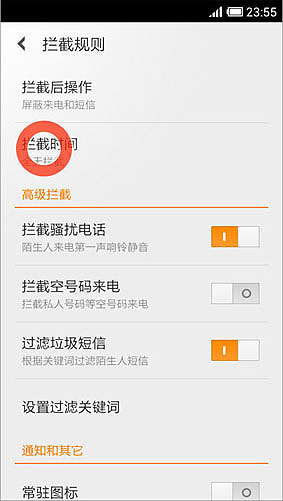 23:55
拦截规则
拦截后操作
屏蔽来电和短信
拦截时间
全天拦截
高级拦截
拦截骚扰电话
陌生人来电第一声响铃静音
拦截空号码来电
拦截私人号码等空号码来电
过滤垃圾短信
根据关键词过滤陌生人短信
设置过滤关键词
通知和其它
常驻图标